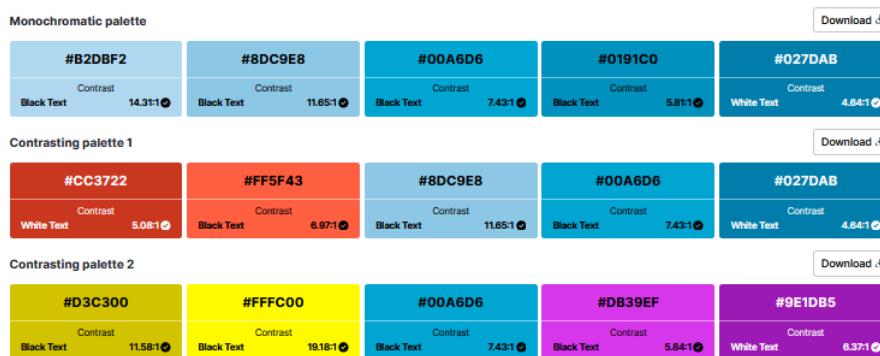 Monochromatic palette
Download
#B2DBF2 #8DC9E8 #00A6D6 #0191C0 #027DAB
Contrast Contrast Contrast Contrast Contrast
Black Text 14.31:1 Black Text 11.65:1 Black Text 7.43:1 Black Text 5.81:1 White Text 4.64:1
Contrasting palette 1
Download
#CC3722 #FF5F43 #8DC9E8 #00A6D6 #027DAB
Contrast Contrast Contrast Contrast Contrast
White Text 5.08:1 Black Text 6.97:1 Black Text 11.65:1 Black Text 7.43:1 White Text 4.64:1
Contrasting palette 2
Download
#D3C300 #FFFC00 #00A6D6 #DB39EF #9E1DB5
Contrast Contrast Contrast Contrast Contrast
Black Text 11.58:1 Black Text 19.18:1 Black Text 7.43:1 Black Text 5.84:1 White Text 6.37:1